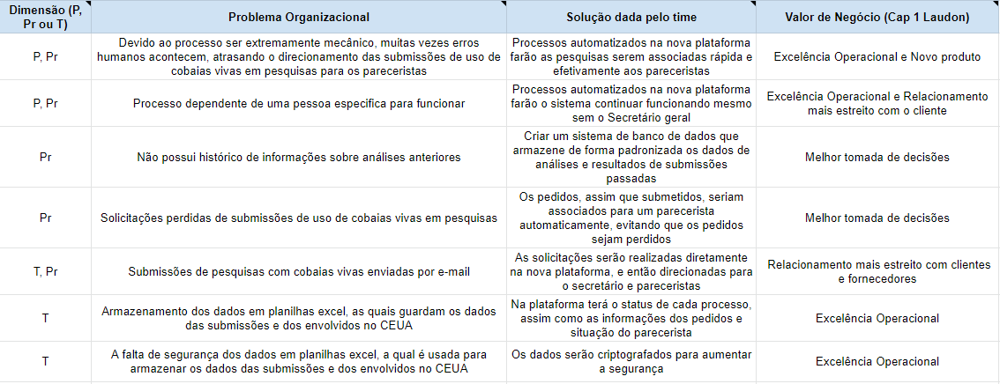 Dimensão (P, Pr ou T)
Problema Organizacional
Solução dada pelo time
Valor de Negócio (Cap 1 Laudon)
P, Pr
Devido ao processo ser extremamente mecânico, muitas vezes erros
humanos acontecem, atrasando o direcionamento das submissões de uso de
cobaias vivas em pesquisas para os pareceristas
Processos automatizados na nova plataforma
farão as pesquisas serem associadas rápida e
efetivamente aos pareceristas
Excelência Operacional e Novo produto
P, Pr
Processo dependente de uma pessoa especifica para funcionar
Processos automatizados na nova plataforma
farão o sistema continuar funcionando mesmo
sem o Secretário geral
Excelência Operacional e Relacionamento
mais estreito com o cliente
Pr
Não possui histórico de informações sobre análises anteriores
Criar um sistema de banco de dados que
armazene de forma padronizada os dados de
análises e resultados de submissões
passadas
Melhor tomada de decisões
Pr
Solicitações perdidas de submissões de uso de cobaias vivas em pesquisas
Os pedidos, assim que submetidos, seriam
associados para um parecerista
automaticamente, evitando que os pedidos
sejam perdidos
Melhor tomada de decisões
T, Pr
Submissões de pesquisas com cobaias vivas enviadas por e-mail
As solicitações serão realizadas diretamente
na nova plataforma, e então direcionadas para
o secretário e pareceristas
Relacionamento mais estreito com clientes
e fornecedores
T
Armazenamento dos dados em planilhas excel, as quais guardam os dados
das submissões e dos envolvidos no CEUA
Na plataforma terá o status de cada processo,
assim como as informações dos pedidos e
situação do parecerista
Excelência Operacional
T
A falta de segurança dos dados em planilhas excel, a qual é usada para
armazenar os dados das submissões e dos envolvidos no CEUA
Os dados serão criptografados para aumentar
a segurança
Excelência Operacional